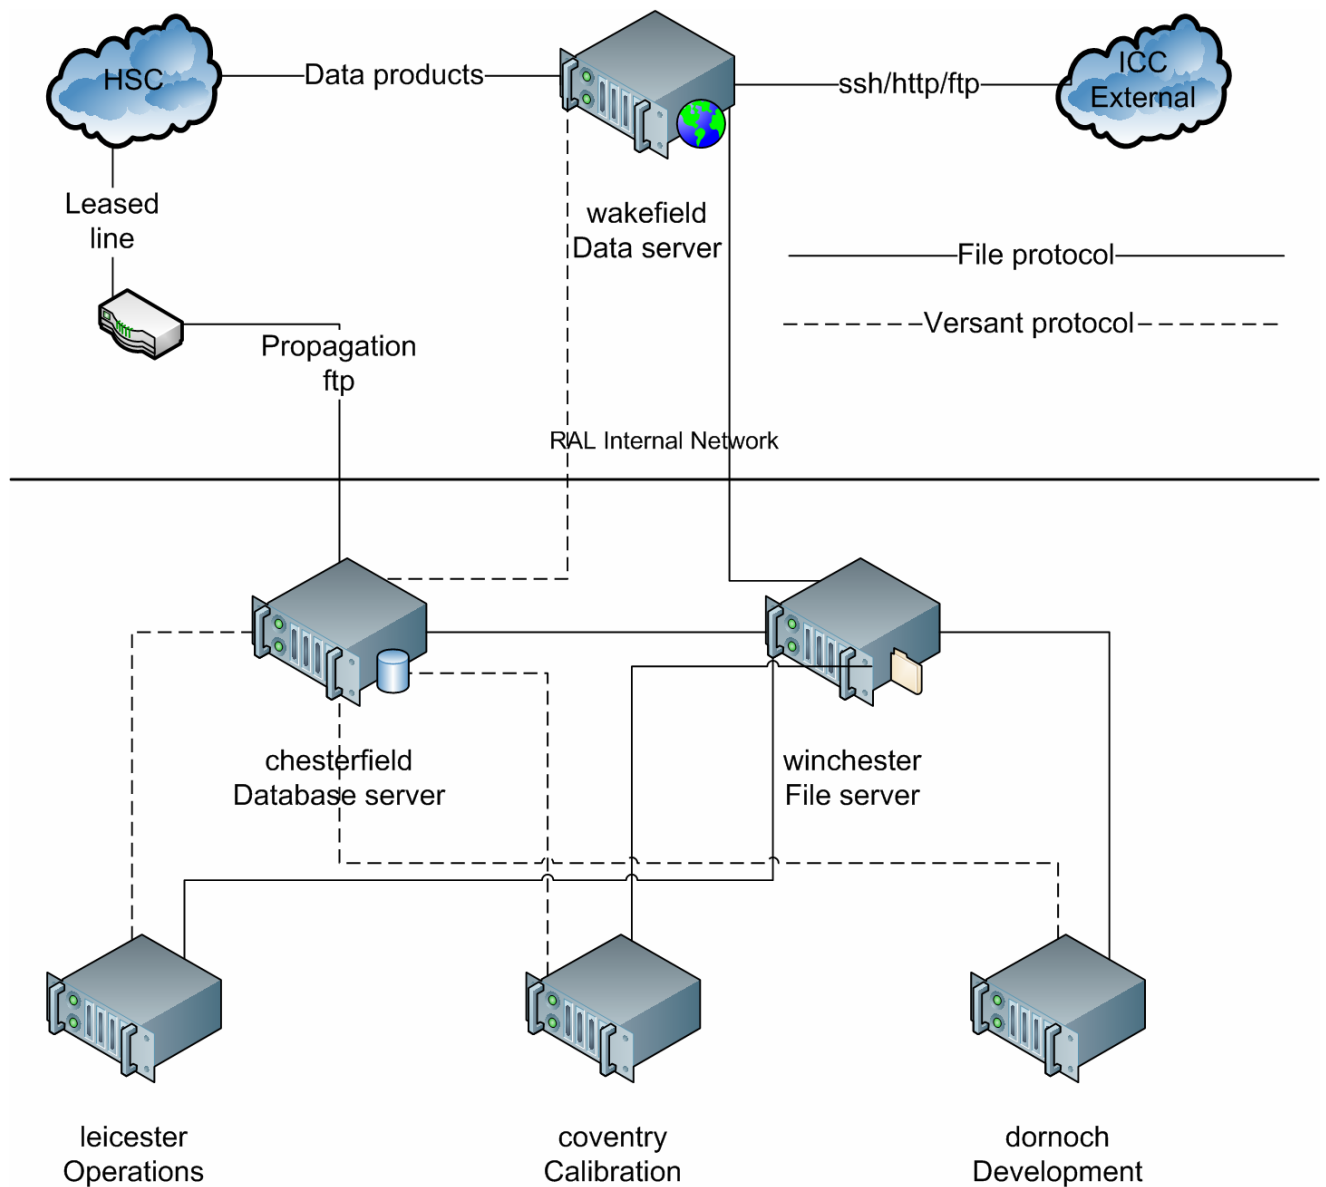 HSC
Data products
ssh/http/ftp
ICC
External
Leased
line
wakefield
Data server
File protocol
Versant protocol
Propagation
ftp
RAL Internal Network
chesterfield
Database server
winchester
File server
leicester
Operations
coventry
Calibration
dornoch
Development